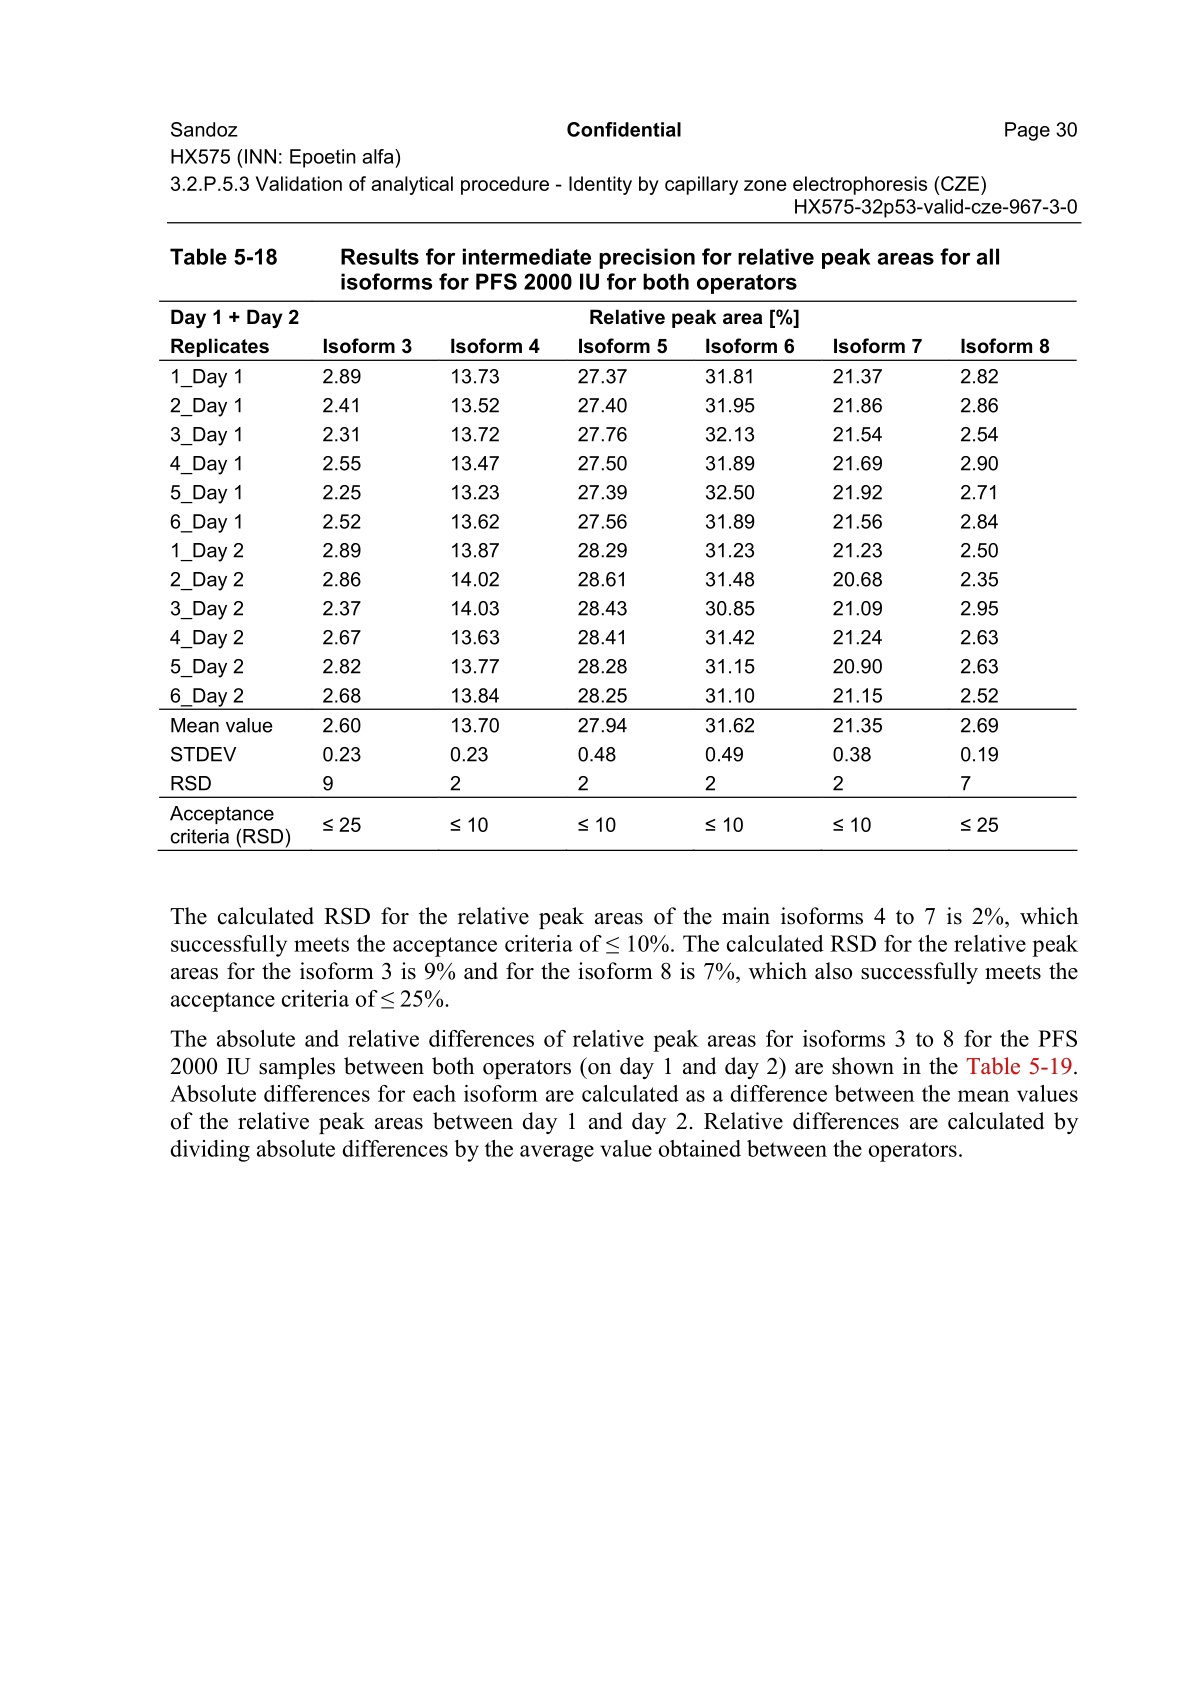 Sandoz Confidential Page 30
HX575 (INN: Epoetin alfa)
3.2.P.5.3 Validation of analytical procedure - Identity by capillary zone electrophoresis (CZE)
HX575-32p53-valid-cze-967-3-0
Table 5-18 Results for intermediate precision for relative peak areas for all
isoforms for PFS 2000 IU for both operators
Day 1 + Day 2 Relative peak area [%]
Replicates Isoform 3 Isoform 4 Isoform 5 Isoform 6 Isoform 7 Isoform 8
1_Day 1 2.89 13.73 27.37 31.81 21.37 2.82
2_Day 1 2.41 13.52 27.40 31.95 21.86 2.86
3_Day 1 2.31 13.72 27.76 32.13 21.54 2.54
4_Day 1 2.55 13.47 27.50 31.89 21.69 2.90
5_Day 1 2.25 13.23 27.39 32.50 21.92 2.71
6_Day 1 2.52 13.62 27.56 31.89 21.56 2.84
1_Day 2 2.89 13.87 28.29 31.23 21.23 2.50
2_Day 2 2.86 14.02 28.61 31.48 20.68 2.35
3_Day 2 2.37 14.03 28.43 30.85 21.09 2.95
4_Day 2 2.67 13.63 28.41 31.42 21.24 2.63
5_Day 2 2.82 13.77 28.28 31.15 20.90 2.63
6_Day 2 2.68 13.84 28.25 31.10 21.15 2.52
Mean value 2.60 13.70 27.94 31.62 21.35 2.69
STDEV 0.23 0.23 0.48 0.49 0.38 0.19
RSD 9 2 2 2 2 7
Acceptance
criteria (RSD) ≤ 25 ≤ 10 ≤ 10 ≤ 10 ≤ 10 ≤ 25
The calculated RSD for the relative peak areas of the main isoforms 4 to 7 is 2%, which
successfully meets the acceptance criteria of ≤ 10%. The calculated RSD for the relative peak
areas for the isoform 3 is 9% and for the isoform 8 is 7%, which also successfully meets the
acceptance criteria of ≤ 25%.
The absolute and relative differences of relative peak areas for isoforms 3 to 8 for the PFS
2000 IU samples between both operators (on day 1 and day 2) are shown in the Table 5-19.
Absolute differences for each isoform are calculated as a difference between the mean values
of the relative peak areas between day 1 and day 2. Relative differences are calculated by
dividing absolute differences by the average value obtained between the operators.